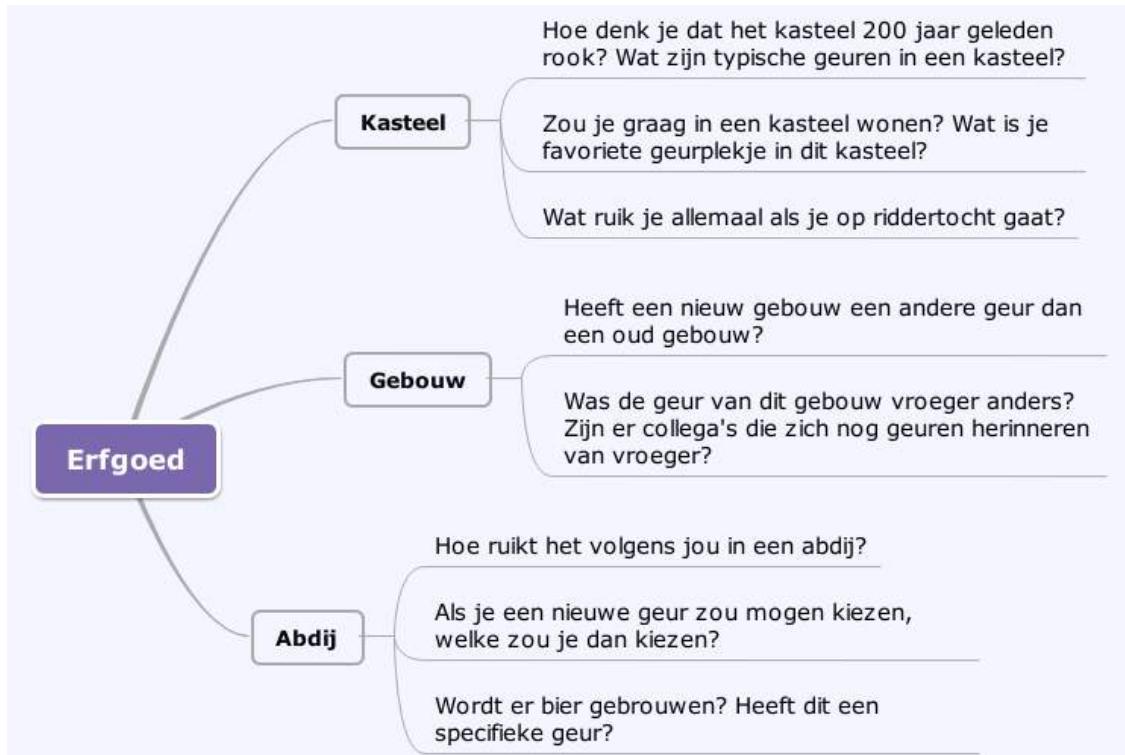 Hoe denk je dat het kasteel 200 jaar geleden
rook? Wat zijn typische geuren in een kasteel?
Kasteel
Zou je graag in een kasteel wonen? Wat is je
favoriete geurplekje in dit kasteel?
Wat ruik je allemaal als je op riddertocht gaat?
Heeft een nieuw gebouw een andere geur dan
een oud gebouw?
Gebouw
Was de geur van dit gebouw vroeger anders?
Zijn er collega's die zich nog geuren herinneren
van vroeger?
Erfgoed
Hoe ruikt het volgens jou in een abdij?
Als je een nieuwe geur zou mogen kiezen,
welke zou je dan kiezen?
Abdij
Wordt er bier gebrouwen? Heeft dit een
specifieke geur?